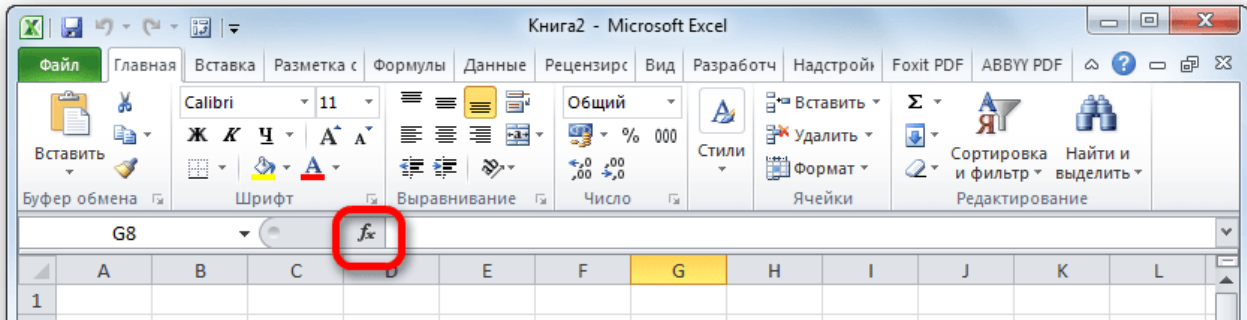 Книга2 - Microsoft Excel
Файл Главная Вставка Разметка с Формулы Данные Рецензирс Вид Разработч Надстройк Foxit PDF ABBYY PDF
Calibri 11 Общий Вставить Σ
Ж К Ч A A % 000 Удалить
Вставить Стили Формат Сортировка и фильтр Найти и выделить
Буфер обмена Шрифт Выравнивание Число Ячейки Редактирование
G8 fx
A B C D E F G H I J K L
1